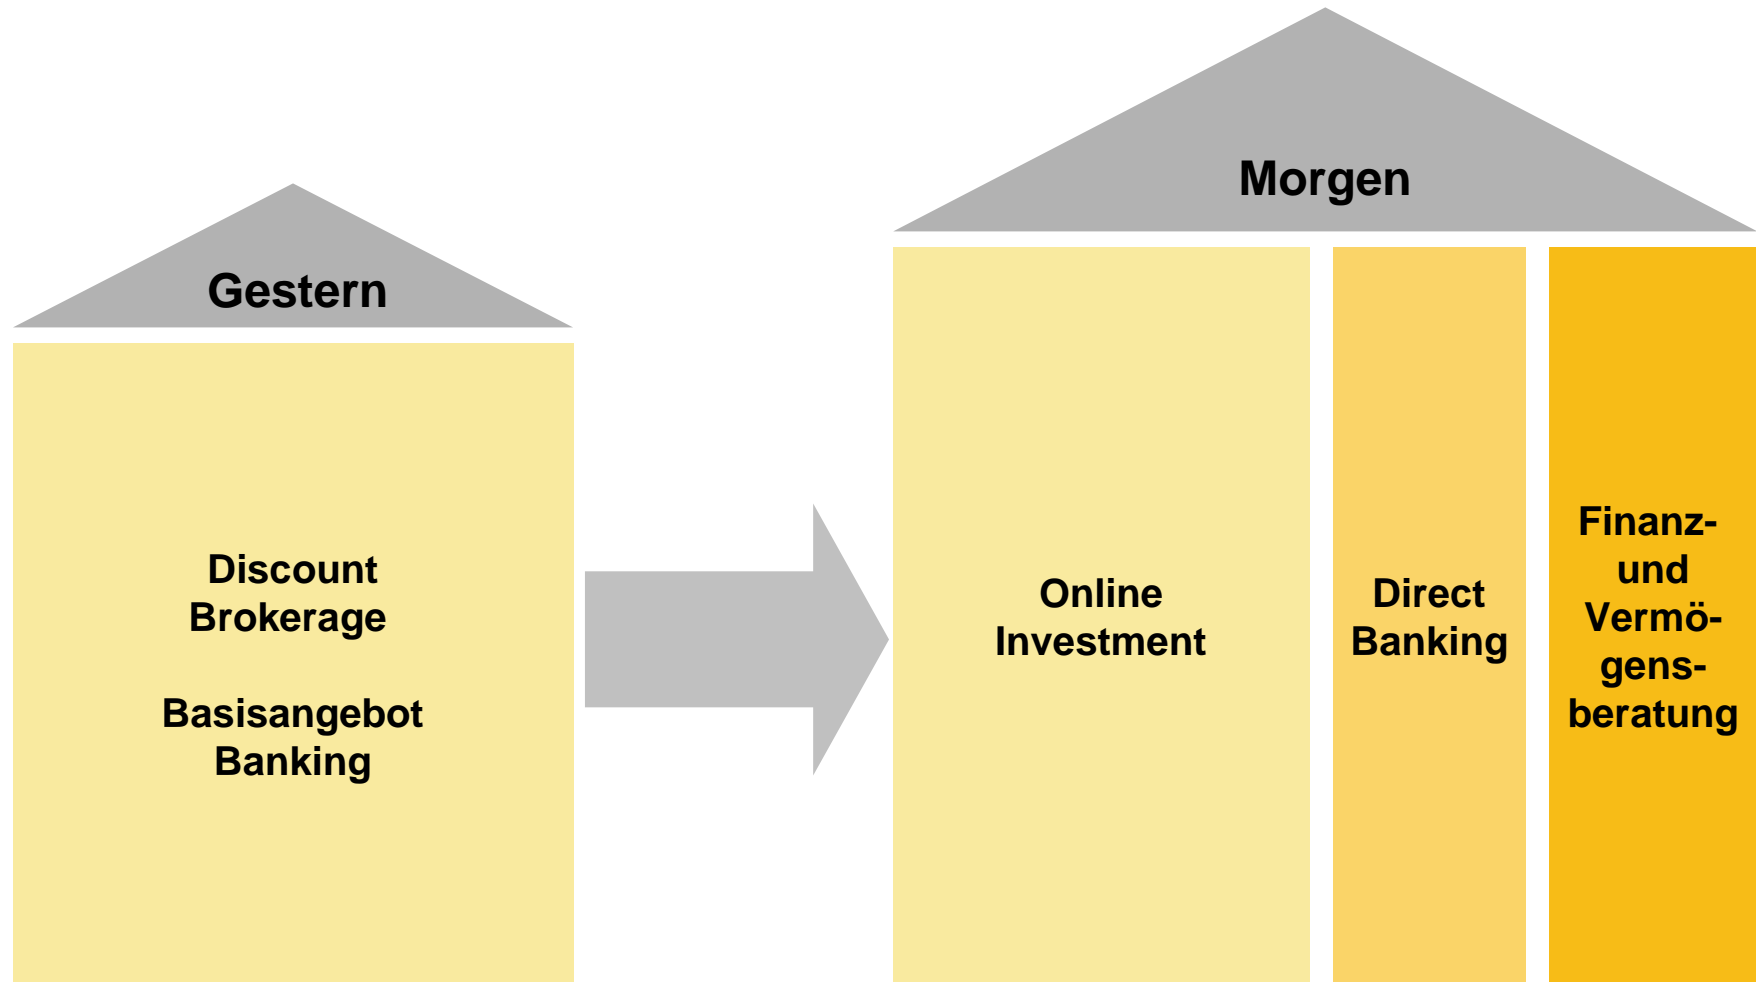 Gestern
Discount
Brokerage
Basisangebot
Banking
Morgen
Online
Investment
Direct
Banking
Finanz-
und
Vermö-
gens-
beratung